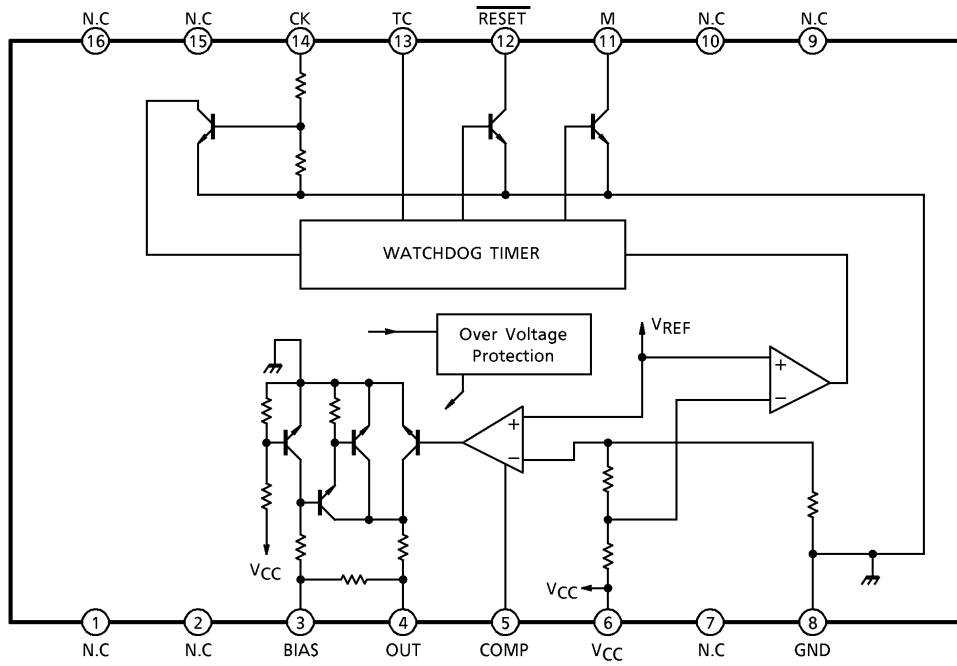 N.C N.C CK TC RESET M N.C N.C
16 15 14 13 12 11 10 9
WATCHDOG TIMER
Over Voltage
Protection
VREF
+
−
+
−
VCC
VCC
1 2 3 4 5 6 7 8
N.C N.C BIAS OUT COMP VCC N.C GND